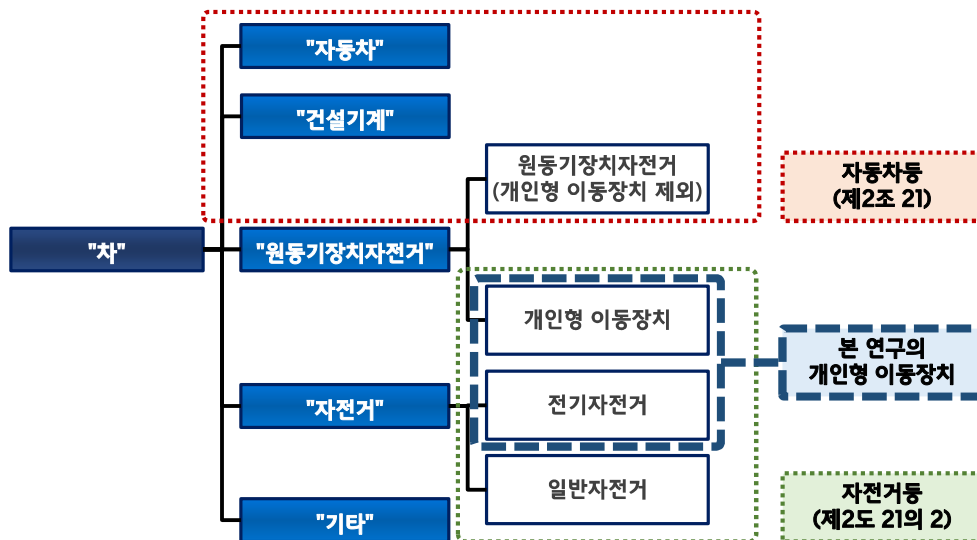 "자동차"
"건설기계"
원동기장치자전거
(개인형 이동장치 제외)
자동차등
(제2조 21)
"차"
"원동기장치자전거"
개인형 이동장치
본 연구의
개인형 이동장치
"자전거"
전기자전거
일반자전거
자전거등
(제2도 21의 2)
"기타"